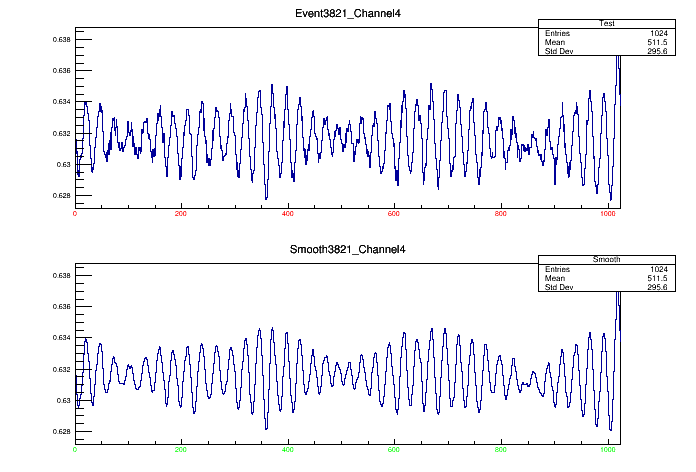 Event3821_Channel4
Test
Entries 1024
Mean 511.5
Std Dev 295.6
0.638
0.636
0.634
0.632
0.63
0.628
0 200 400 600 800 1000
Smooth3821_Channel4
Smooth
Entries 1024
Mean 511.5
Std Dev 295.6
0.638
0.636
0.634
0.632
0.63
0.628
0 200 400 600 800 1000